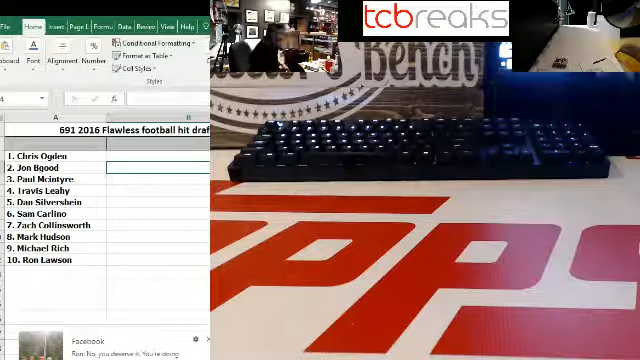 File Home Insert Page L Formu Data Review View Help
Conditional Formatting
Format as Table
Cell Styles
Font Alignment Number
Styles
A B
691 2016 Flawless football hit draf
1. Chris Ogden
2. Jon Bgood
3. Paul Mcintyre
4. Travis Leahy
5. Dan Silvershein
6. Sam Carlino
7. Zach Collinsworth
8. Mark Hudson
9. Michael Rich
10. Ron Lawson
Facebook
Ron: No, you deserve it. You're doing
tcbreaks
Bench